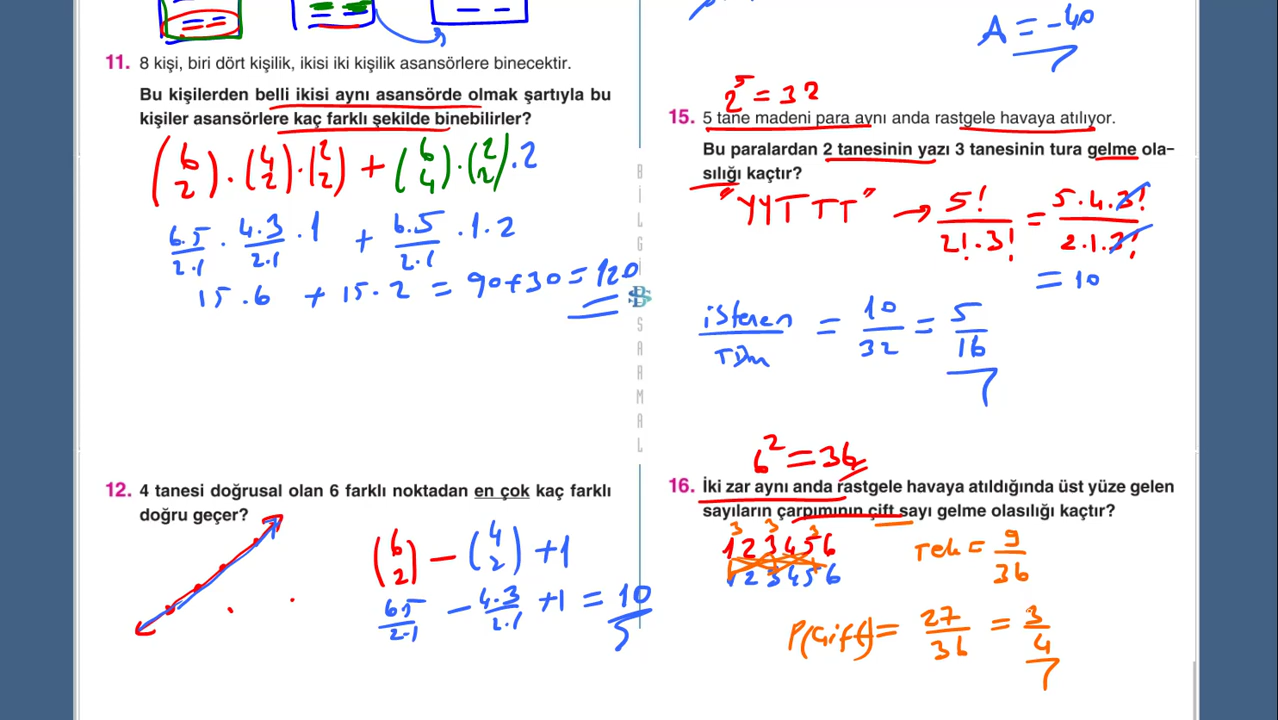 11. 8 kişi, biri dört kişilik, ikisi iki kişilik asansörlere binecektir.
Bu kişilerden belli ikisi aynı asansörde olmak şartıyla bu
kişiler asansörlere kaç farklı şekilde binebilirler?
(6 2) . (4 2) . (2 2) + (6 4) . (2 2) . 2
6.5/2.1 . 4.3/2.1 . 1 + 6.5/2.1 . 1 . 2
15 . 6 + 15 . 2 = 90 + 30 = 120
12. 4 tanesi doğrusal olan 6 farklı noktadan en çok kaç farklı
doğru geçer?
(6 2) - (4 2) + 1
6.5/2.1 - 4.3/2.1 + 1 = 10
BİLGİ
SARMAL
A = -40
2^5 = 32
15. 5 tane madeni para aynı anda rastgele havaya atılıyor.
Bu paralardan 2 tanesinin yazı 3 tanesinin tura gelme ola-
sılığı kaçtır?
"YYTTT" → 5!/2!.3! = 5.4.3!/2.1.3!
= 10
istenen/Tüm = 10/32 = 5/16
6^2 = 36
16. İki zar aynı anda rastgele havaya atıldığında üst yüze gelen
sayıların çarpımının çift sayı gelme olasılığı kaçtır?
3 3 3
1 2 3 4 5 6
1 2 3 4 5 6
Tek = 9/36
P(Çift) = 27/36 = 3/4